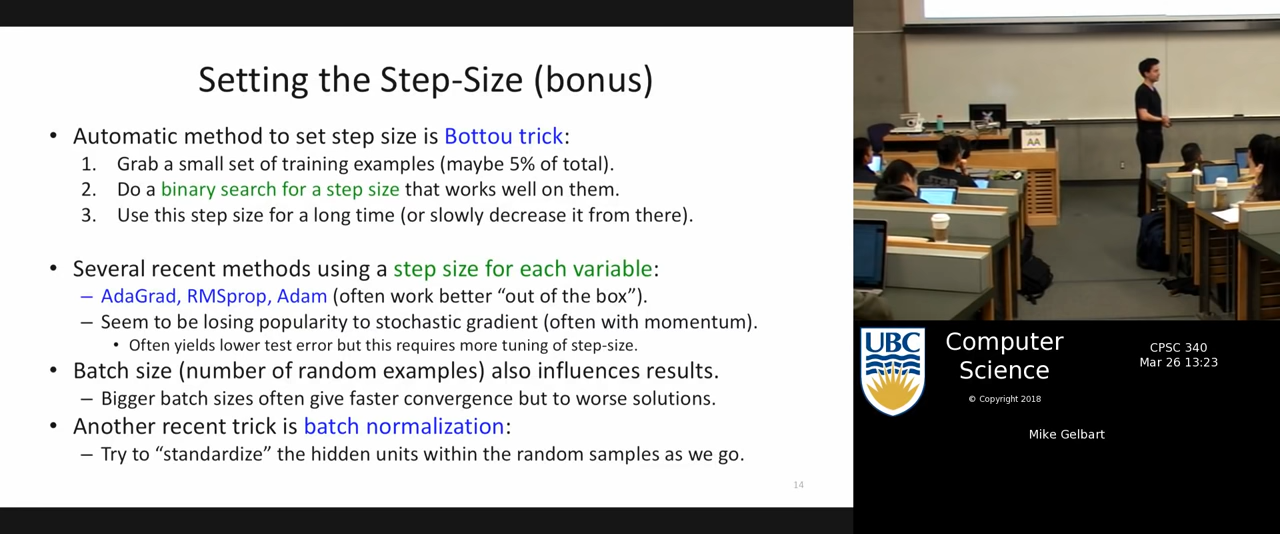 Setting the Step-Size (bonus)
• Automatic method to set step size is Bottou trick:
1. Grab a small set of training examples (maybe 5% of total).
2. Do a binary search for a step size that works well on them.
3. Use this step size for a long time (or slowly decrease it from there).
• Several recent methods using a step size for each variable:
– AdaGrad, RMSprop, Adam (often work better “out of the box”).
– Seem to be losing popularity to stochastic gradient (often with momentum).
• Often yields lower test error but this requires more tuning of step-size.
• Batch size (number of random examples) also influences results.
– Bigger batch sizes often give faster convergence but to worse solutions.
• Another recent trick is batch normalization:
– Try to “standardize” the hidden units within the random samples as we go.
14
AA
UBC
Computer
Science
© Copyright 2018
CPSC 340
Mar 26 13:23
Mike Gelbart